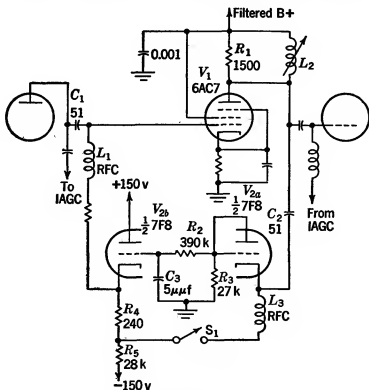 Filtered B+
0.001
R1
1500
L2
V1
6AC7
C1
51
L1
RFC
To
IAGC
+150 v
V2a
½
7F8
C2
51
From
IAGC
V2b
½ 7F8
R2
390 k
C3
5μμf
R3
27 k
L3
RFC
R4
240
S1
R5
28 k
−150 v